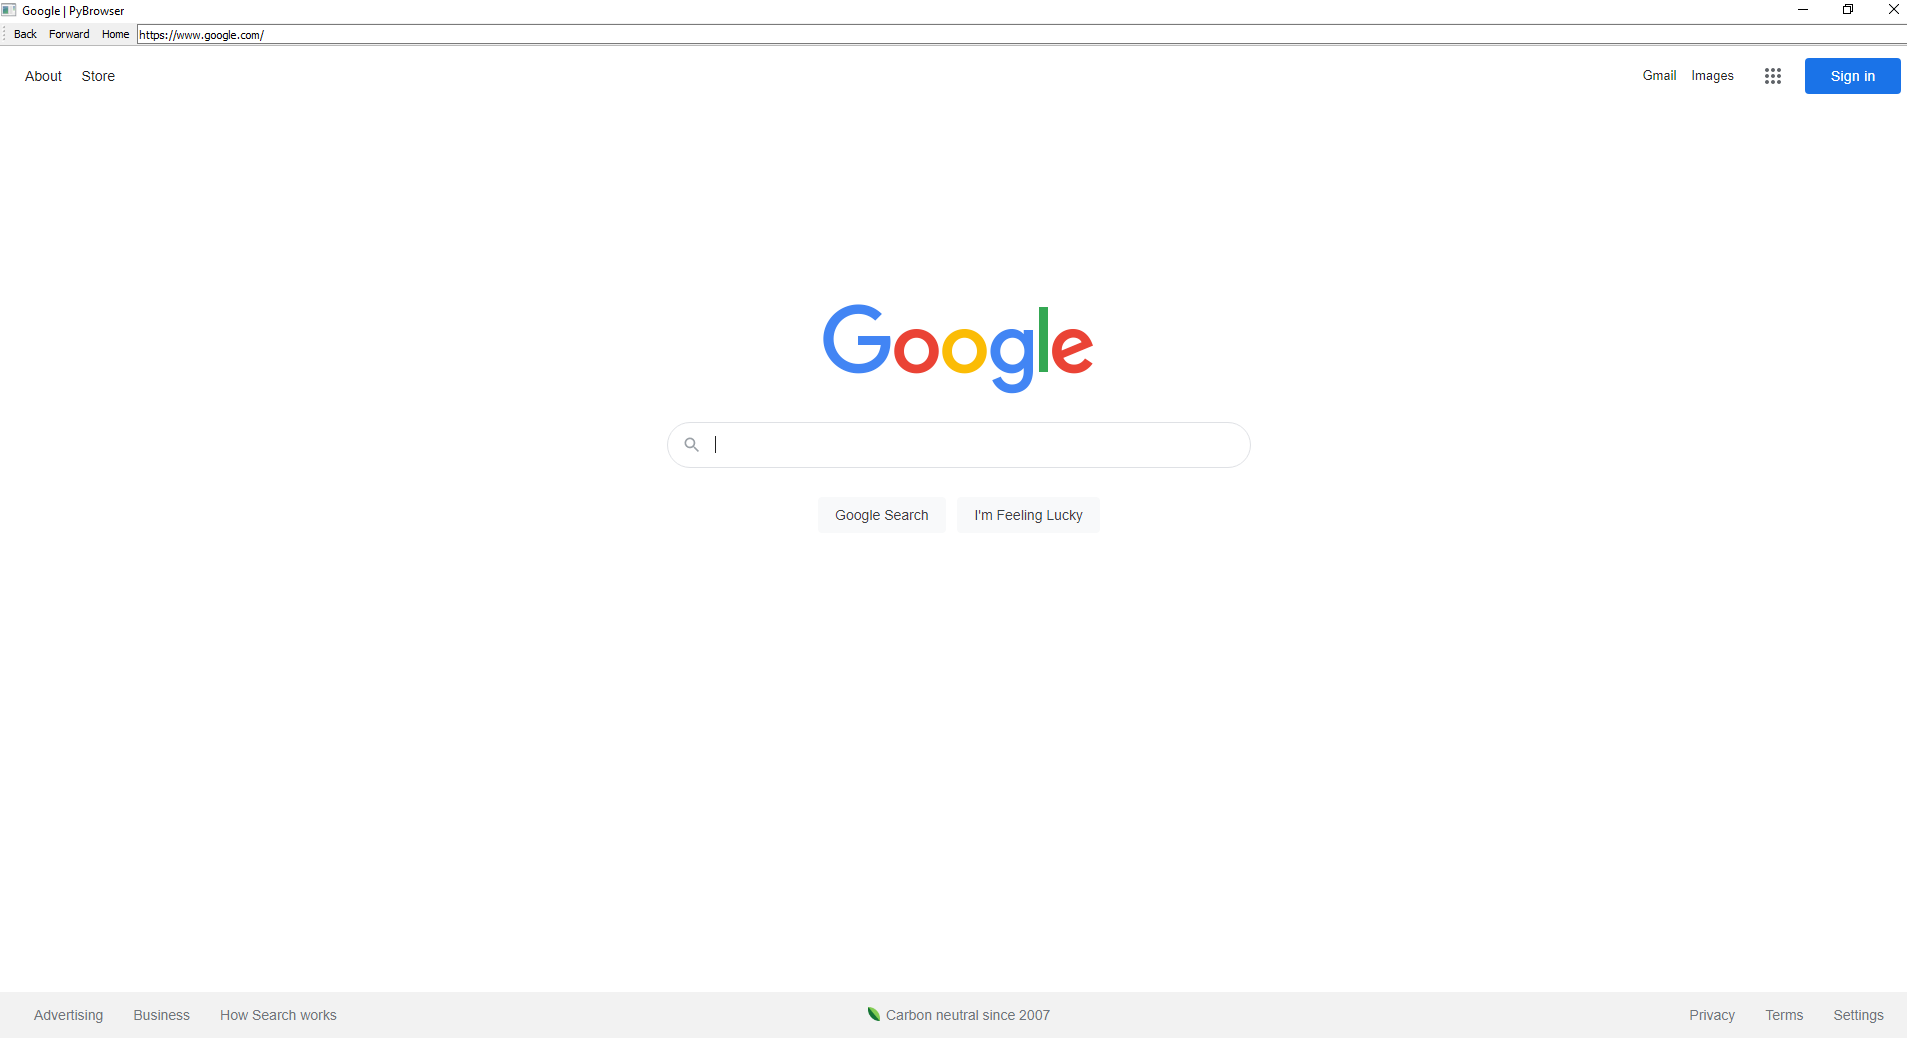 Google | PyBrowser
Back Forward Home https://www.google.com/
About Store Gmail Images Sign in
Google
Google Search I'm Feeling Lucky
Advertising Business How Search works Carbon neutral since 2007 Privacy Terms Settings